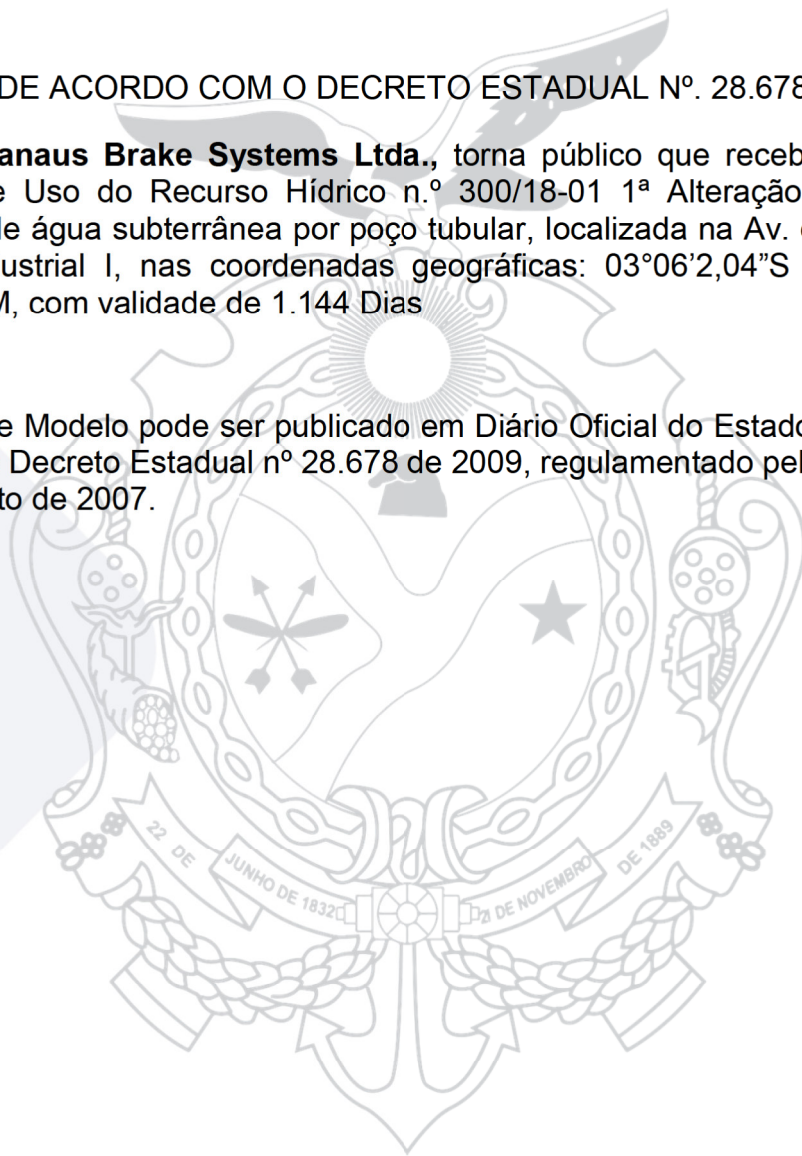 DE ACORDO COM O DECRETO ESTADUAL Nº. 28.678
anaus Brake Systems Ltda., torna público que receb
e Uso do Recurso Hídrico n.º 300/18-01 1ª Alteração
de água subterrânea por poço tubular, localizada na Av.
ustrial I, nas coordenadas geográficas: 03°06’2,04”S
M, com validade de 1.144 Dias
e Modelo pode ser publicado em Diário Oficial do Estado
Decreto Estadual nº 28.678 de 2009, regulamentado pel
to de 2007.
22 DE JUNHO DE 1832
21 DE NOVEMBRO DE 1889